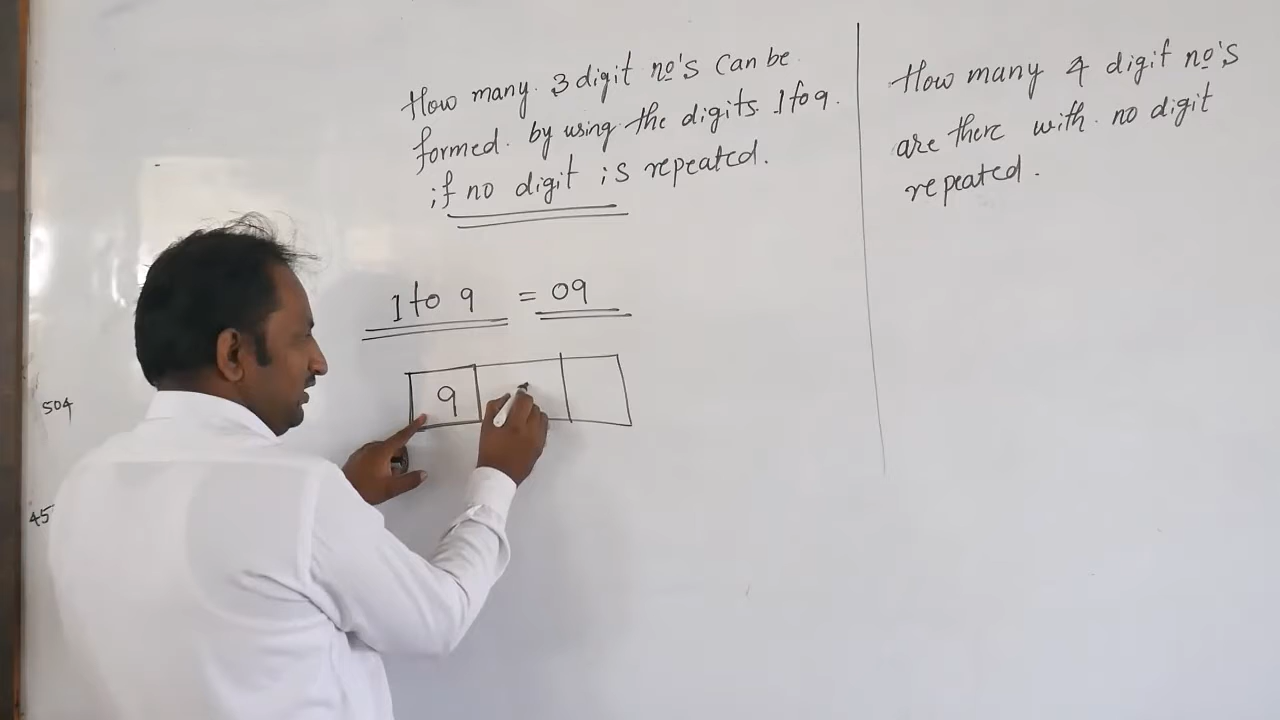 How many 3 digit no's can be
formed. by using the digits 1 to 9.
if no digit is repeated.
1 to 9 = 09
9
504
45
How many 4 digit no's
are there with no digit
repeated.